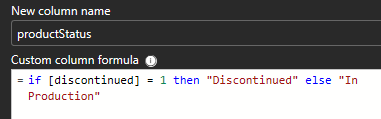 New column name
productStatus
Custom column formula
= if [discontinued] = 1 then "Discontinued" else "In
Production"